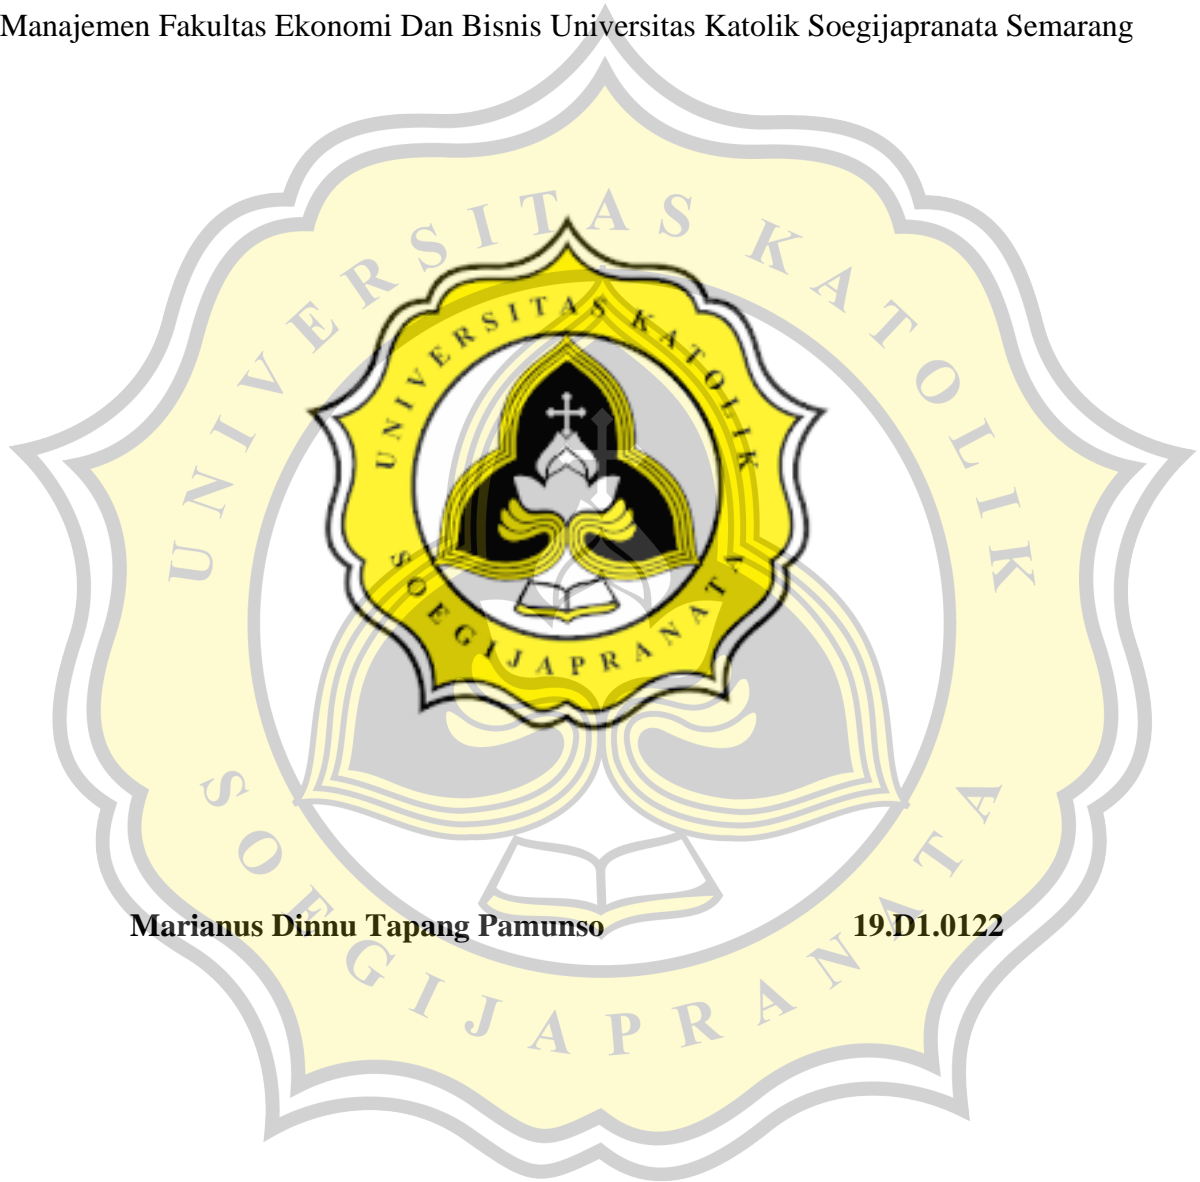 Manajemen Fakultas Ekonomi Dan Bisnis Universitas Katolik Soegijapranata Semarang
UNIVERSITAS KATOLIK
SOEGIJAPRANATA
UNIVERSITAS KATOLIK
SOEGIJAPRANATA
Marianus Dinnu Tapang Pamunso 19.D1.0122